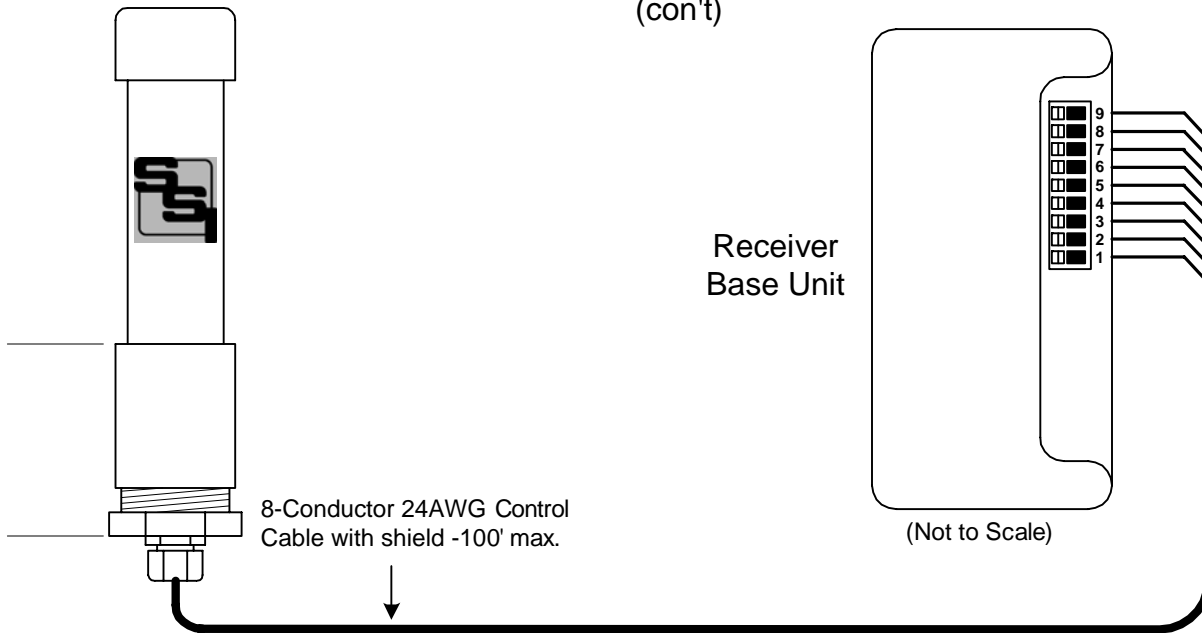 (con't)
SSI
9
8
7
6
5
4
3
2
1
Receiver
Base Unit
8-Conductor 24AWG Control
Cable with shield -100' max.
(Not to Scale)